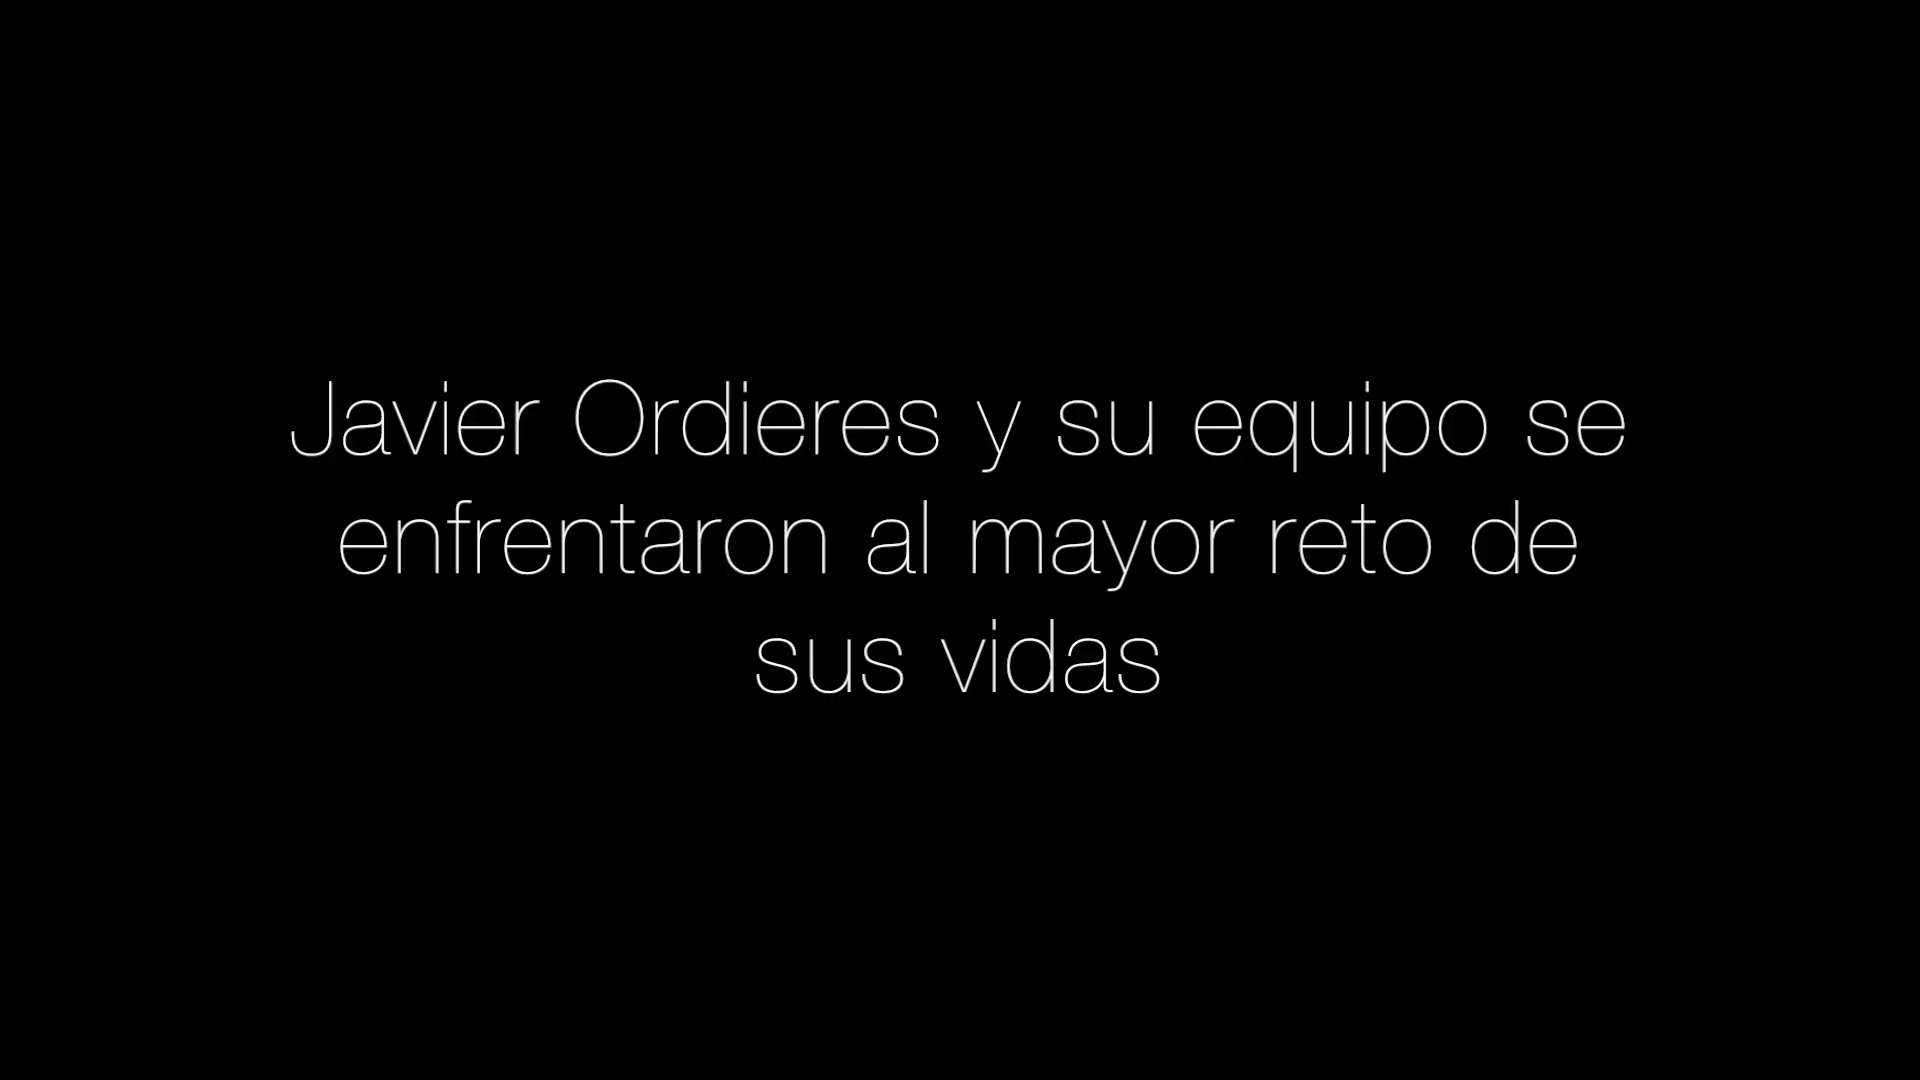 Javier Ordieres y su equipo se
enfrentaron al mayor reto de
sus vidas